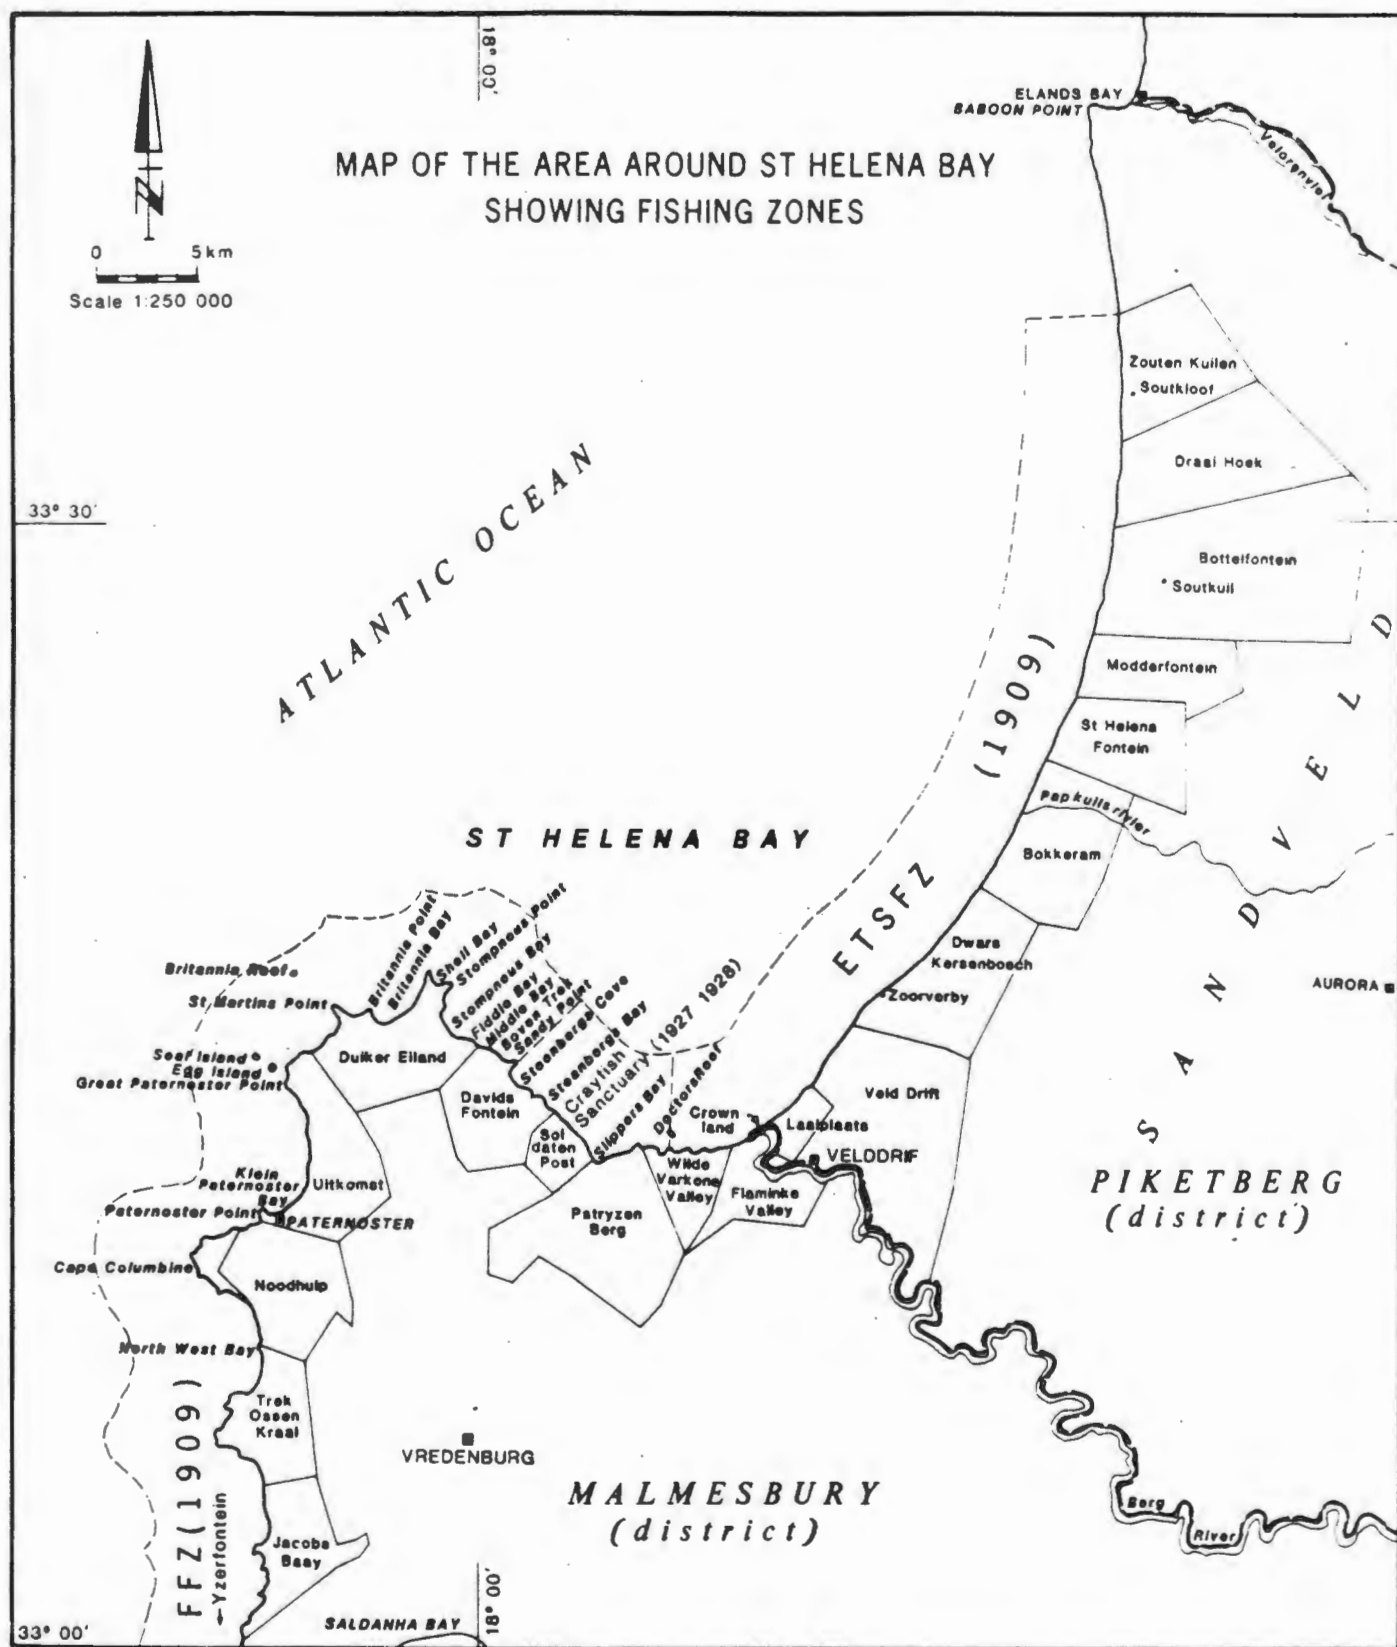 18° 00'
ELANDS BAY
BABOON POINT
Velorenvlei
MAP OF THE AREA AROUND ST HELENA BAY
SHOWING FISHING ZONES
N
0 5km
Scale 1:250 000
Zouten Kuilen
Soutkloof
Draai Hoek
33° 30'
ATLANTIC OCEAN
Bottelfontein
Soutkuil
Modderfontein
St Helena
Fontein
SANDVELD
Papkuils rivier
ETSFZ (1909)
ST HELENA BAY
Bokkeram
Dwars
Kersenbosch
Zoorverby
AURORA
Britannia Reef
St Martins Point
Britannia Point
Britannia Bay
Shell Bay
Stompneus Point
Stompneus Bay
Fiddle Bay
Middle Bay
Boven Trek
Sandy Point
Steenbergs Cove
Steenbergs Bay
Crayfish
Sanctuary (1927 1928)
Slippers Bay
Doctors Reef
Seal Island
Egg Island
Great Paternoster Point
Duiker Eiland
Davids
Fontein
Sol
daten
Post
Crown
land
Laaiplaats
Veld Drift
VELDDRIF
Wilde
Varkens
Valley
Flaminke
Valley
Patryzen
Berg
Klein
Paternoster
Bay
Uitkomst
Paternoster Point
PATERNOSTER
PIKETBERG
(district)
Cape Columbine
Noodhulp
North West Bay
FFZ (1909)
Trek
Ossen
Kraal
VREDENBURG
MALMESBURY
(district)
Berg
River
←Yzerfontein
Jacobs
Baay
33° 00'
SALDANHA BAY
18° 00'